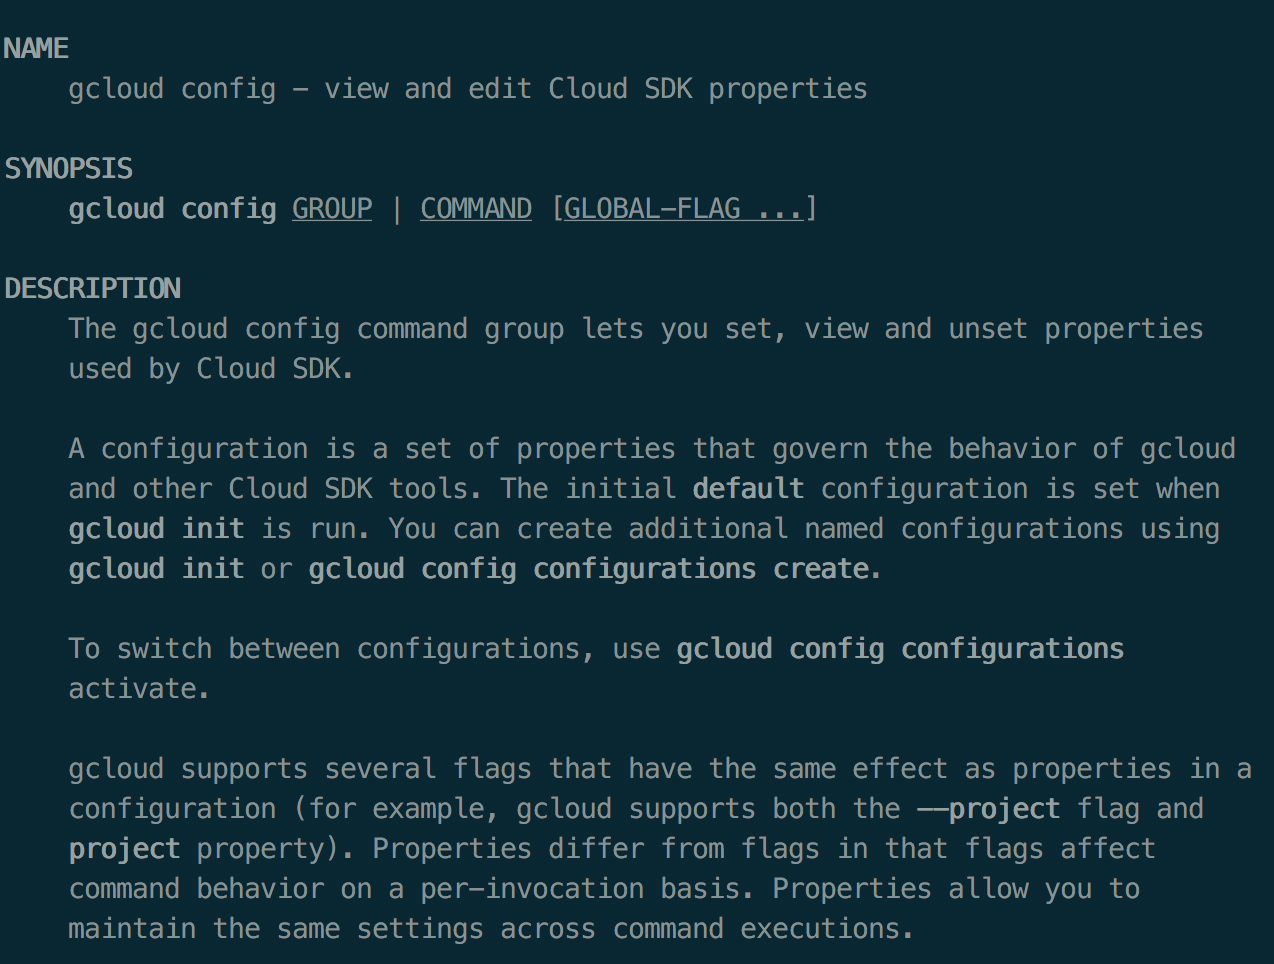 NAME
gcloud config - view and edit Cloud SDK properties
SYNOPSIS
gcloud config GROUP | COMMAND [GLOBAL-FLAG ...]
DESCRIPTION
The gcloud config command group lets you set, view and unset properties
used by Cloud SDK.
A configuration is a set of properties that govern the behavior of gcloud
and other Cloud SDK tools. The initial default configuration is set when
gcloud init is run. You can create additional named configurations using
gcloud init or gcloud config configurations create.
To switch between configurations, use gcloud config configurations
activate.
gcloud supports several flags that have the same effect as properties in a
configuration (for example, gcloud supports both the --project flag and
project property). Properties differ from flags in that flags affect
command behavior on a per-invocation basis. Properties allow you to
maintain the same settings across command executions.